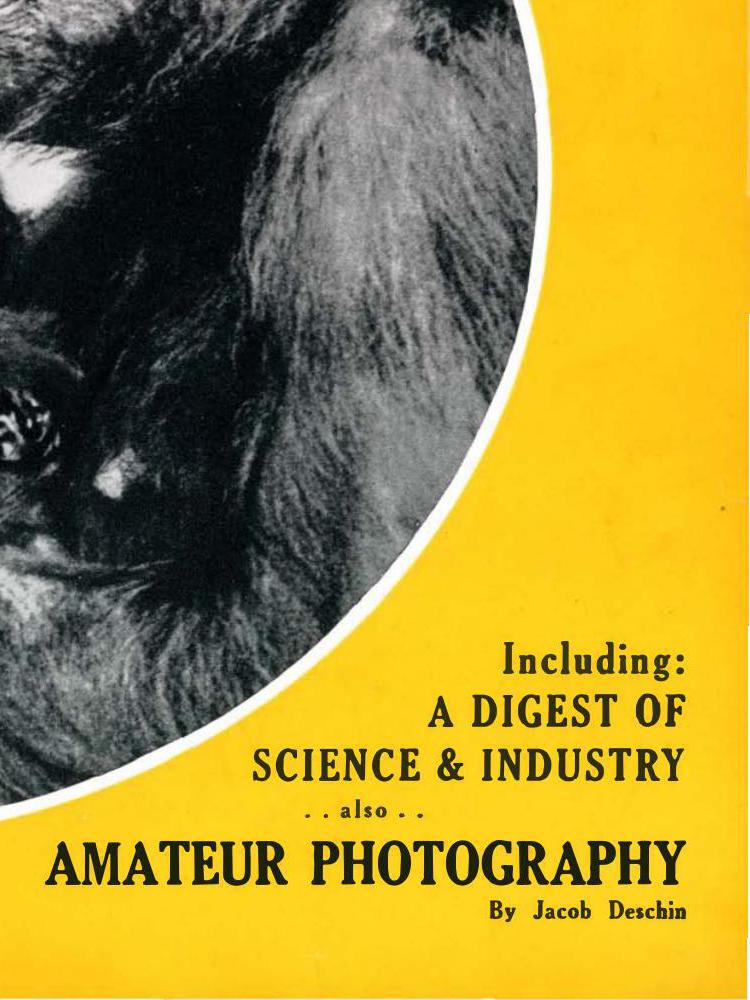 Including:
A DIGEST OF
SCIENCE & INDUSTRY
. . also . .
AMATEUR PHOTOGRAPHY
By Jacob Deschin